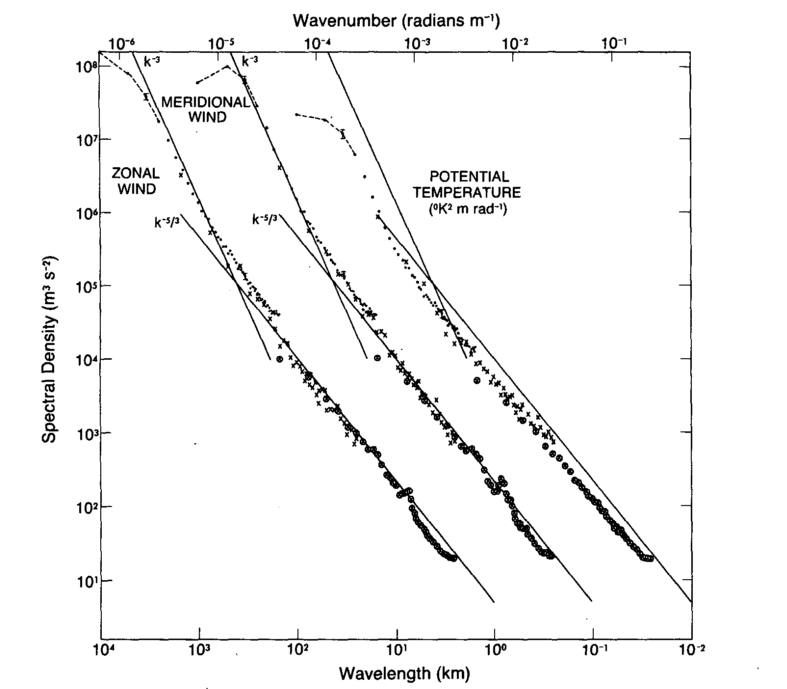 Wavenumber (radians m⁻¹)
10⁻⁶ 10⁻⁵ 10⁻⁴ 10⁻³ 10⁻² 10⁻¹
10⁸
k⁻³
k⁻³
MERIDIONAL
WIND
10⁷
ZONAL
WIND
POTENTIAL
TEMPERATURE
(⁰K² m rad⁻¹)
10⁶
k⁻⁵/³
k⁻⁵/³
10⁵
Spectral Density (m³ s⁻²)
10⁴
10³
10²
10¹
10⁴ 10³ 10² 10¹ 10⁰ 10⁻¹ 10⁻²
Wavelength (km)